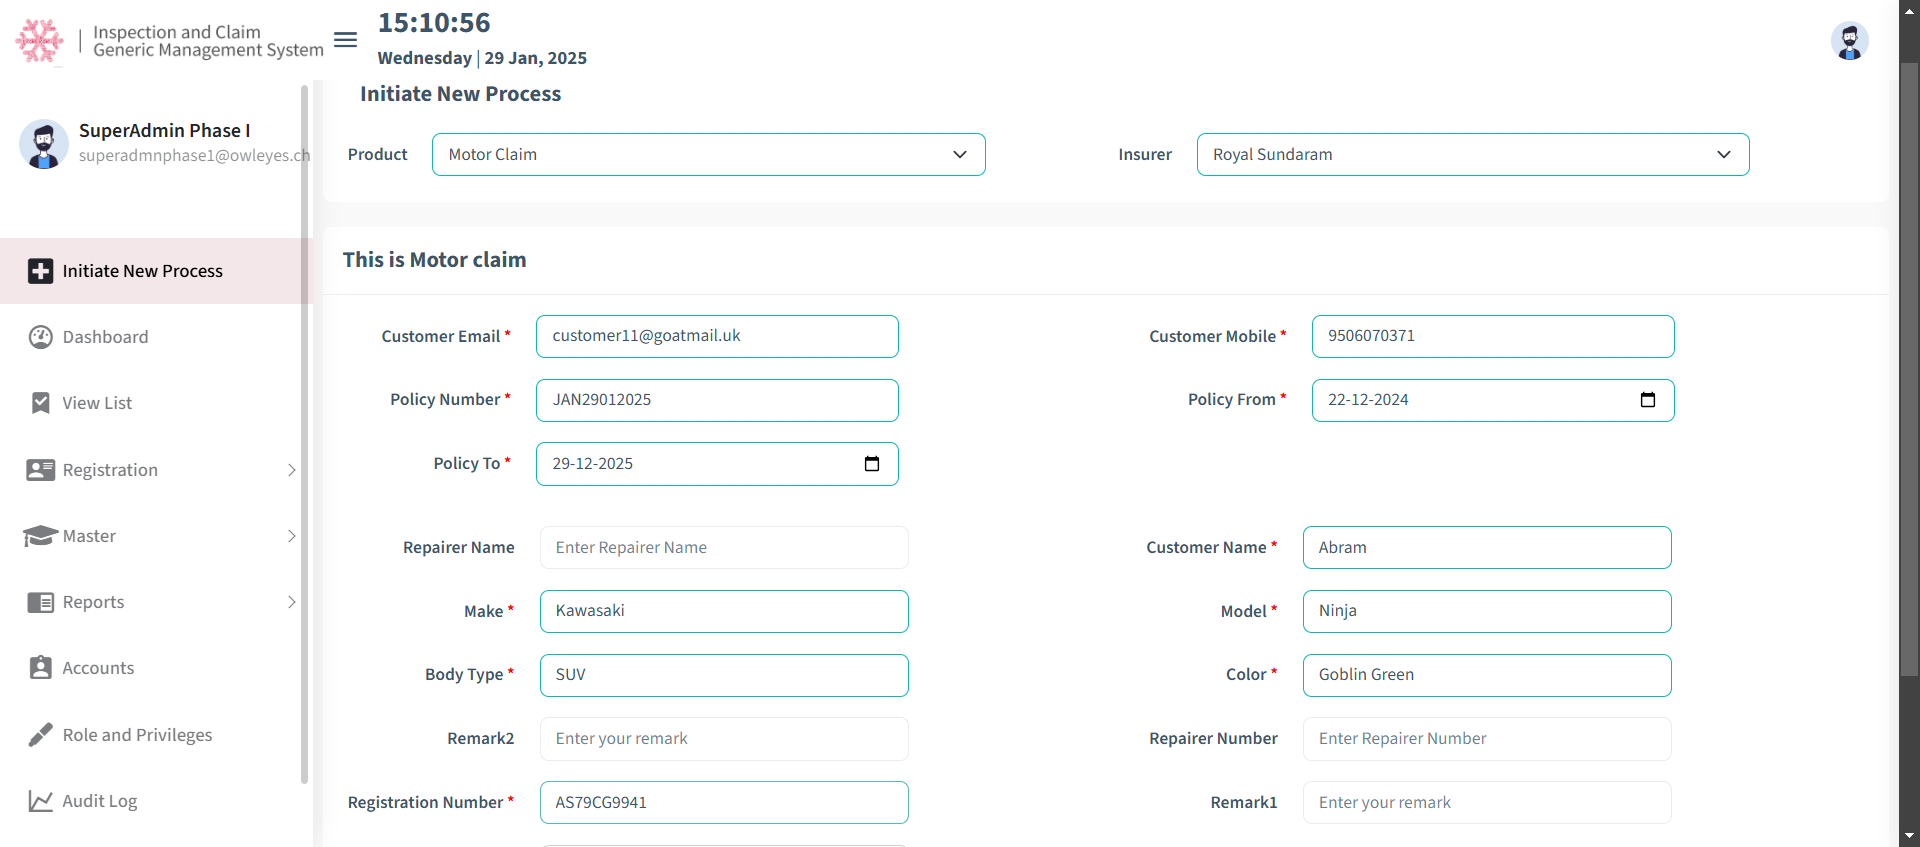 Inspection and Claim
Generic Management System
15:10:56
Wednesday | 29 Jan, 2025
SuperAdmin Phase I
superadmnphase1@owleyes.ch
Initiate New Process
Dashboard
View List
Registration
Master
Reports
Accounts
Role and Privileges
Audit Log
Initiate New Process
Product Motor Claim Insurer Royal Sundaram
This is Motor claim
Customer Email * customer11@goatmail.uk Customer Mobile * 9506070371
Policy Number * JAN29012025 Policy From * 22-12-2024
Policy To * 29-12-2025
Repairer Name Enter Repairer Name Customer Name * Abram
Make * Kawasaki Model * Ninja
Body Type * SUV Color * Goblin Green
Remark2 Enter your remark Repairer Number Enter Repairer Number
Registration Number * AS79CG9941 Remark1 Enter your remark